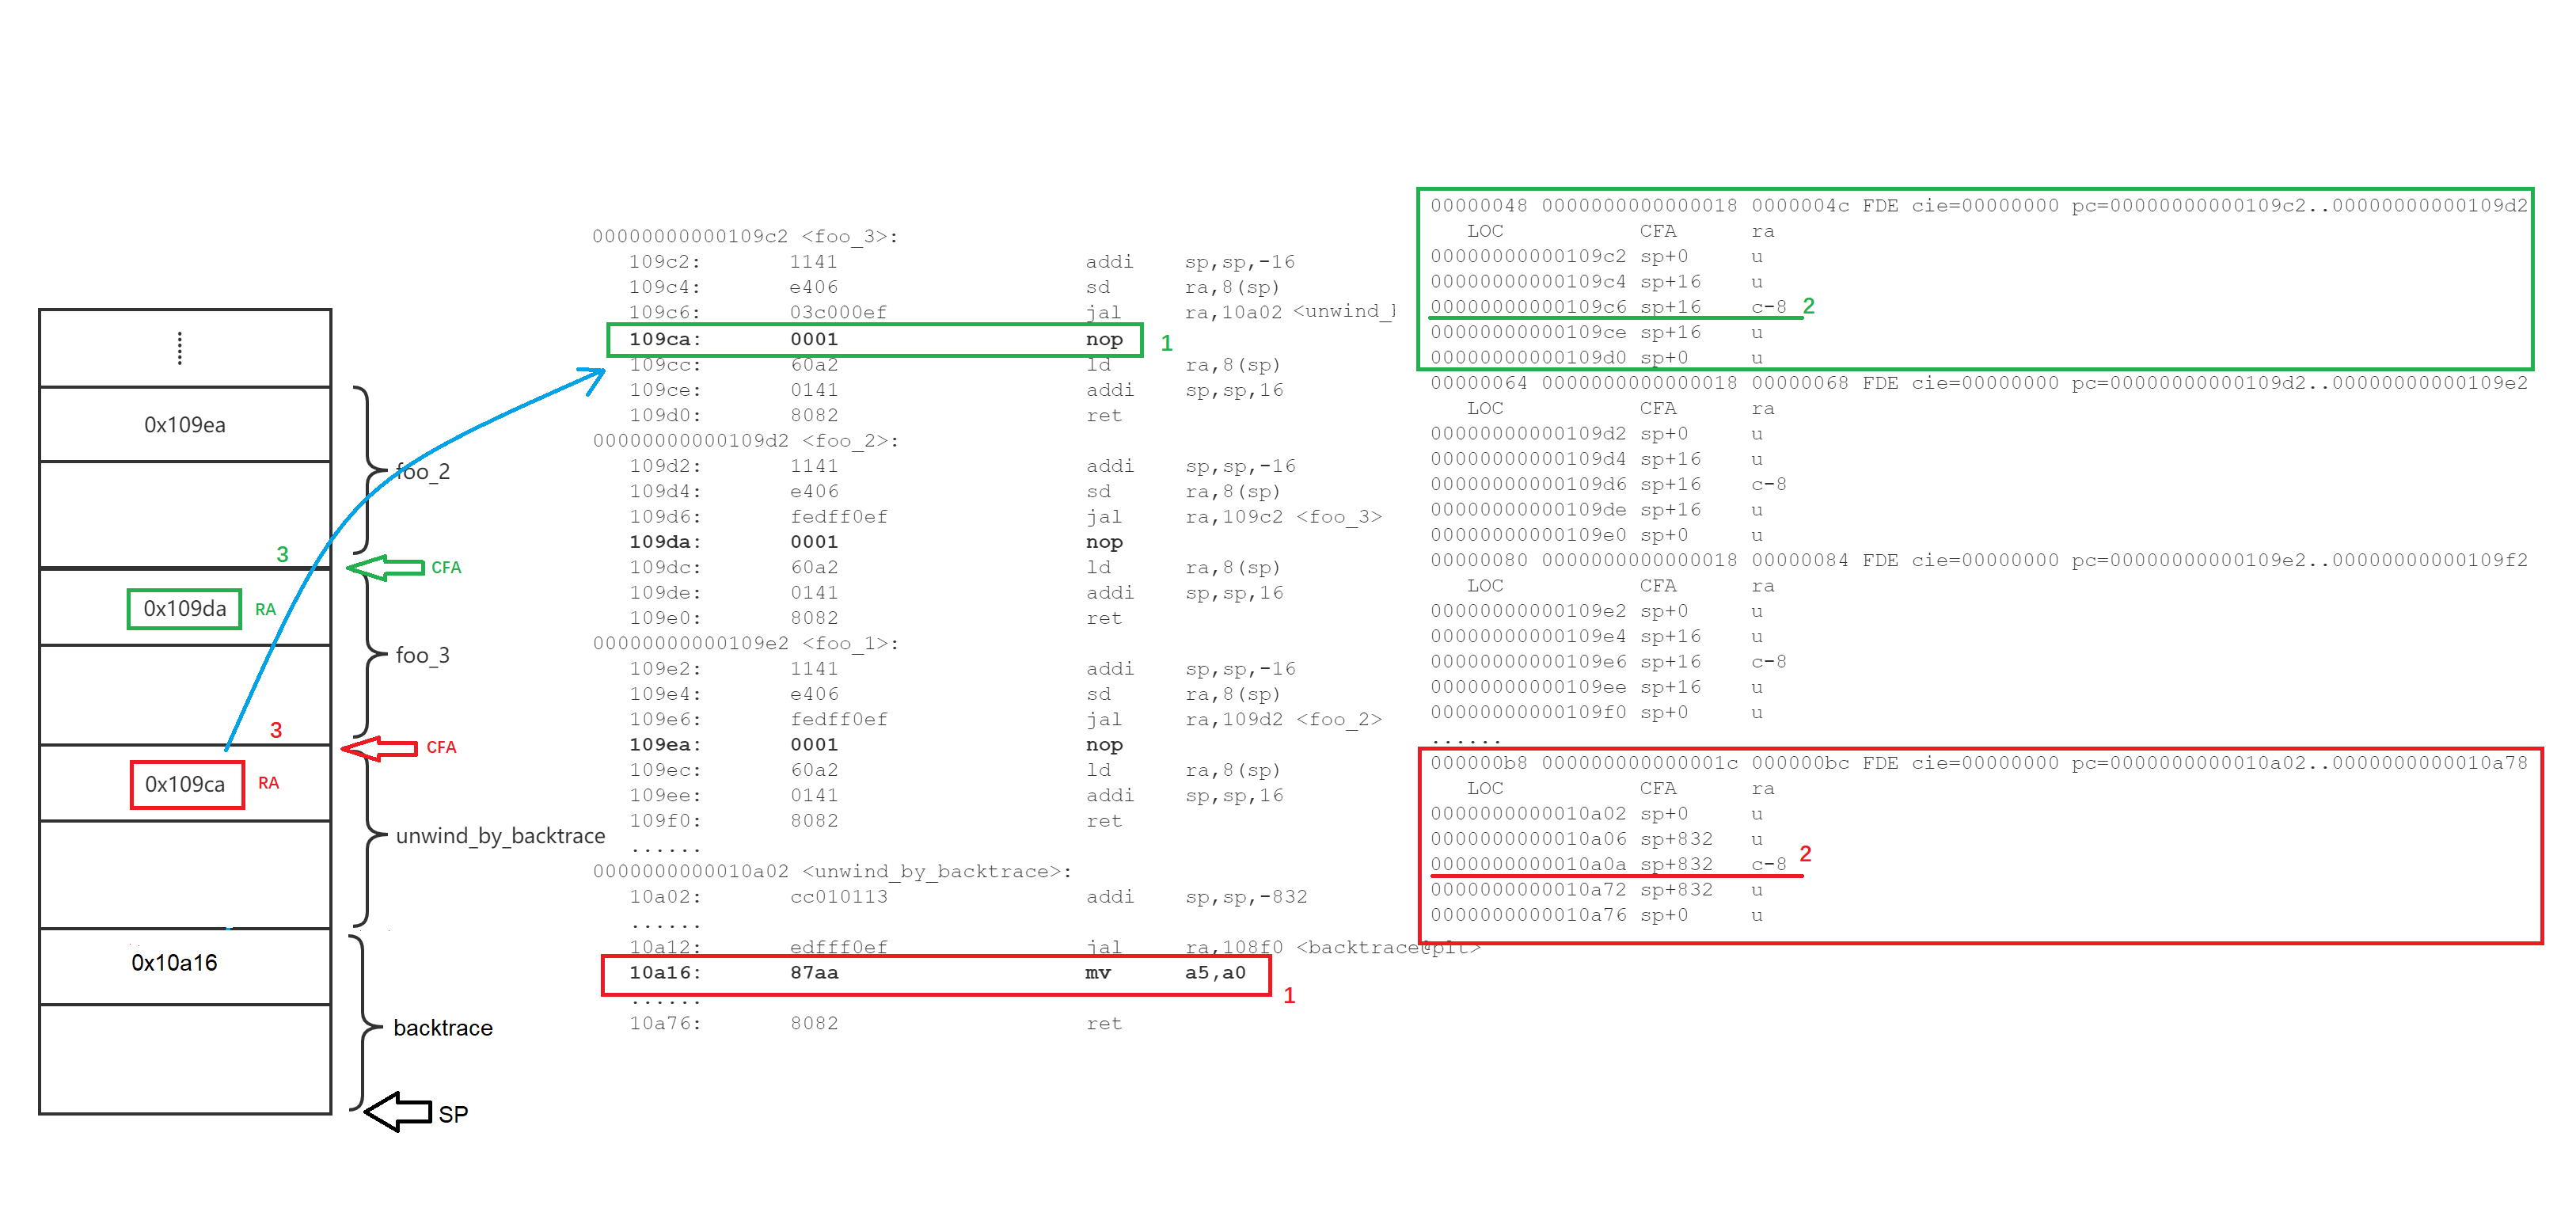 0x109ea
foo_2
3
CFA
0x109da RA
foo_3
3
CFA
0x109ca RA
unwind_by_backtrace
0x10a16
backtrace
SP
00000000000109c2 <foo_3>:
109c2: 1141 addi sp,sp,-16
109c4: e406 sd ra,8(sp)
109c6: 03c000ef jal ra,10a02 <unwind_
109ca: 0001 nop 1
109cc: 60a2 ld ra,8(sp)
109ce: 0141 addi sp,sp,16
109d0: 8082 ret
00000000000109d2 <foo_2>:
109d2: 1141 addi sp,sp,-16
109d4: e406 sd ra,8(sp)
109d6: fedff0ef jal ra,109c2 <foo_3>
109da: 0001 nop
109dc: 60a2 ld ra,8(sp)
109de: 0141 addi sp,sp,16
109e0: 8082 ret
00000000000109e2 <foo_1>:
109e2: 1141 addi sp,sp,-16
109e4: e406 sd ra,8(sp)
109e6: fedff0ef jal ra,109d2 <foo_2>
109ea: 0001 nop
109ec: 60a2 ld ra,8(sp)
109ee: 0141 addi sp,sp,16
109f0: 8082 ret
......
0000000000010a02 <unwind_by_backtrace>:
10a02: cc010113 addi sp,sp,-832
......
10a12: edfff0ef jal ra,108f0 <backtrace@plt>
10a16: 87aa mv a5,a0 1
......
10a76: 8082 ret
00000048 0000000000000018 0000004c FDE cie=00000000 pc=00000000000109c2..00000000000109d2
LOC CFA ra
00000000000109c2 sp+0 u
00000000000109c4 sp+16 u
00000000000109c6 sp+16 c-8 2
00000000000109ce sp+16 u
00000000000109d0 sp+0 u
00000064 0000000000000018 00000068 FDE cie=00000000 pc=00000000000109d2..00000000000109e2
LOC CFA ra
00000000000109d2 sp+0 u
00000000000109d4 sp+16 u
00000000000109d6 sp+16 c-8
00000000000109de sp+16 u
00000000000109e0 sp+0 u
00000080 0000000000000018 00000084 FDE cie=00000000 pc=00000000000109e2..00000000000109f2
LOC CFA ra
00000000000109e2 sp+0 u
00000000000109e4 sp+16 u
00000000000109e6 sp+16 c-8
00000000000109ee sp+16 u
00000000000109f0 sp+0 u
......
000000b8 000000000000001c 000000bc FDE cie=00000000 pc=0000000000010a02..0000000000010a78
LOC CFA ra
0000000000010a02 sp+0 u
0000000000010a06 sp+832 u
0000000000010a0a sp+832 c-8 2
0000000000010a72 sp+832 u
0000000000010a76 sp+0 u